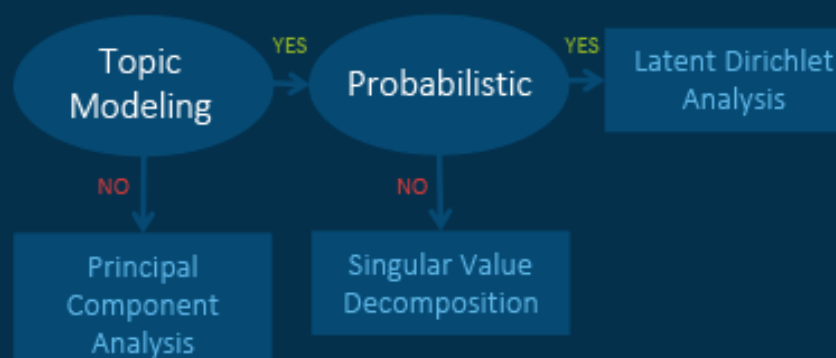 Topic
Modeling
YES
Probabilistic
YES
Latent Dirichlet
Analysis
NO
NO
Principal
Component
Analysis
Singular Value
Decomposition